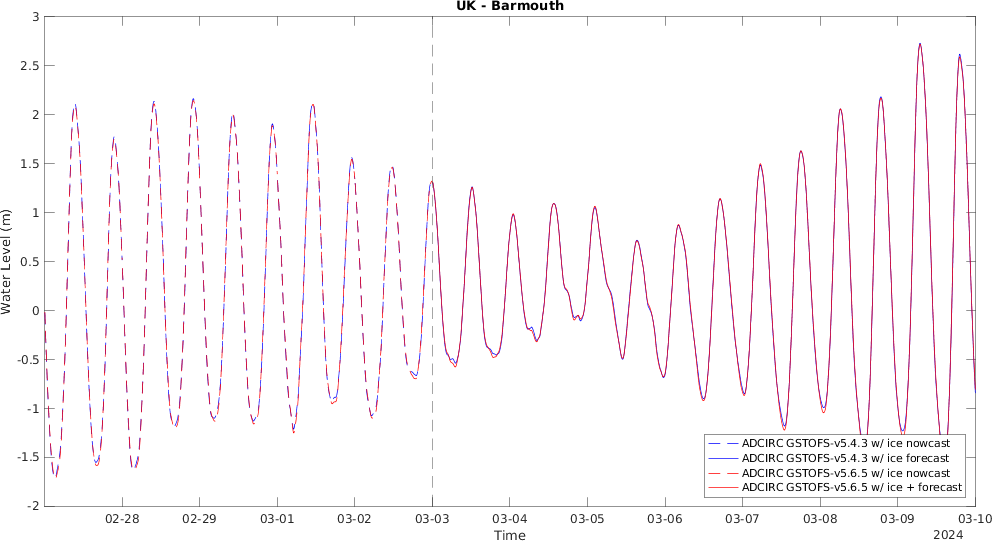 UK - Barmouth
3
2.5
2
1.5
1
0.5
0
-0.5
-1
-1.5
-2
Water Level (m)
ADCIRC GSTOFS-v5.4.3 w/ ice nowcast
ADCIRC GSTOFS-v5.4.3 w/ ice forecast
ADCIRC GSTOFS-v5.6.5 w/ ice nowcast
ADCIRC GSTOFS-v5.6.5 w/ ice + forecast
02-28 02-29 03-01 03-02 03-03 03-04 03-05 03-06 03-07 03-08 03-09 03-10
Time
2024